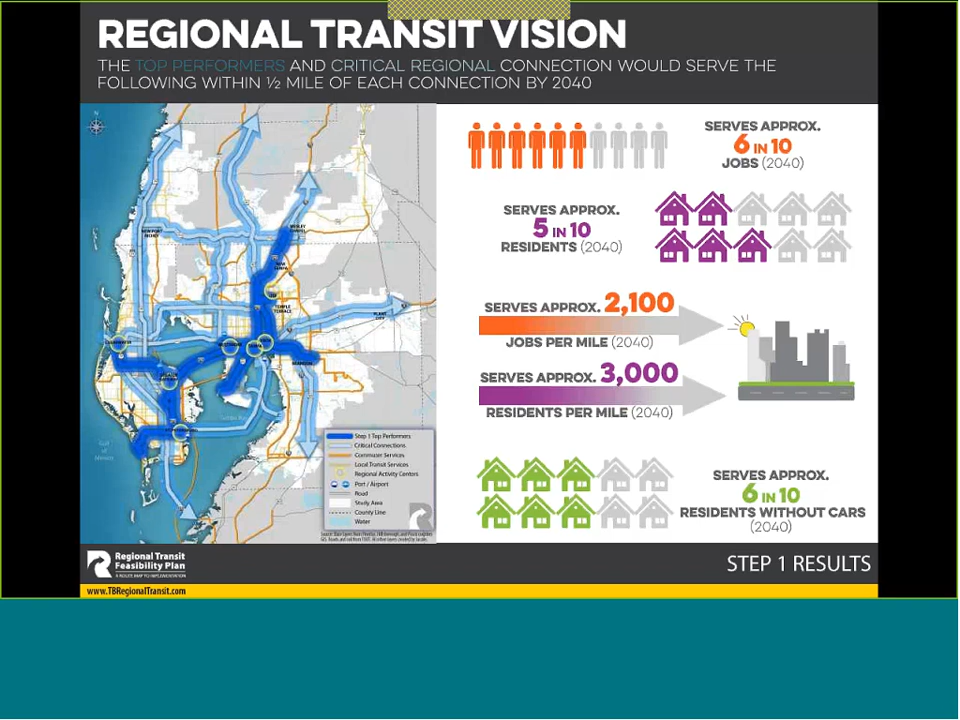 REGIONAL TRANSIT VISION
THE TOP PERFORMERS AND CRITICAL REGIONAL CONNECTION WOULD SERVE THE
FOLLOWING WITHIN ½ MILE OF EACH CONNECTION BY 2040
N
SERVES APPROX.
6 IN 10
JOBS (2040)
SERVES APPROX.
5 IN 10
RESIDENTS (2040)
SERVES APPROX. 2,100
JOBS PER MILE (2040)
SERVES APPROX. 3,000
RESIDENTS PER MILE (2040)
SERVES APPROX.
6 IN 10
RESIDENTS WITHOUT CARS
(2040)
TEMPLE
TERRACE
PLANT
CITY
Gulf
of
Mexico
Step 1 Top Performers
Critical Connections
Commuter Services
Local Transit Services
Regional Activity Centers
Port / Airport
Road
Study Area
County Line
Water
Regional Transit
Feasibility Plan
www.TBRegionalTransit.com
STEP 1 RESULTS